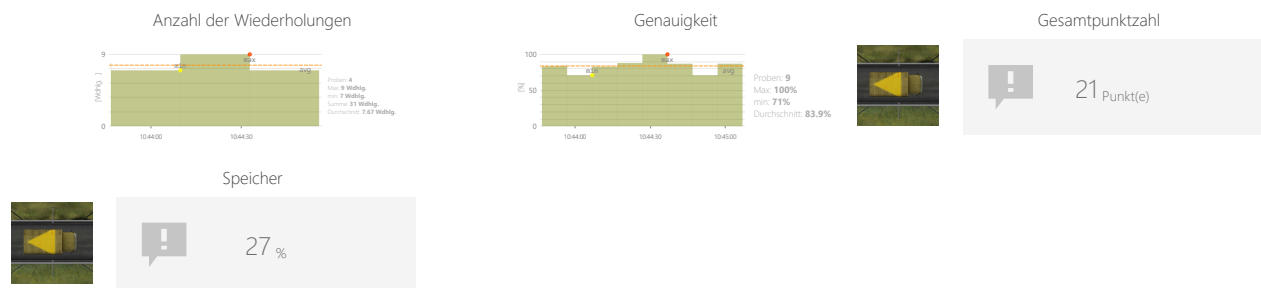 Anzahl der Wiederholungen
9
max
min
avg
[Wdhlg. ]
0
10:44:00
10:44:30
Proben: 4
Max: 9 Wdhlg.
min: 7 Wdhlg.
Summe: 31 Wdhlg.
Durchschnitt: 7.67 Wdhlg.
Genauigkeit
100
max
min
avg
50
[%]
0
10:44:00
10:44:30
10:45:00
Proben: 9
Max: 100%
min: 71%
Durchschnitt: 83.9%
Gesamtpunktzahl
21 Punkt(e)
Speicher
27 %